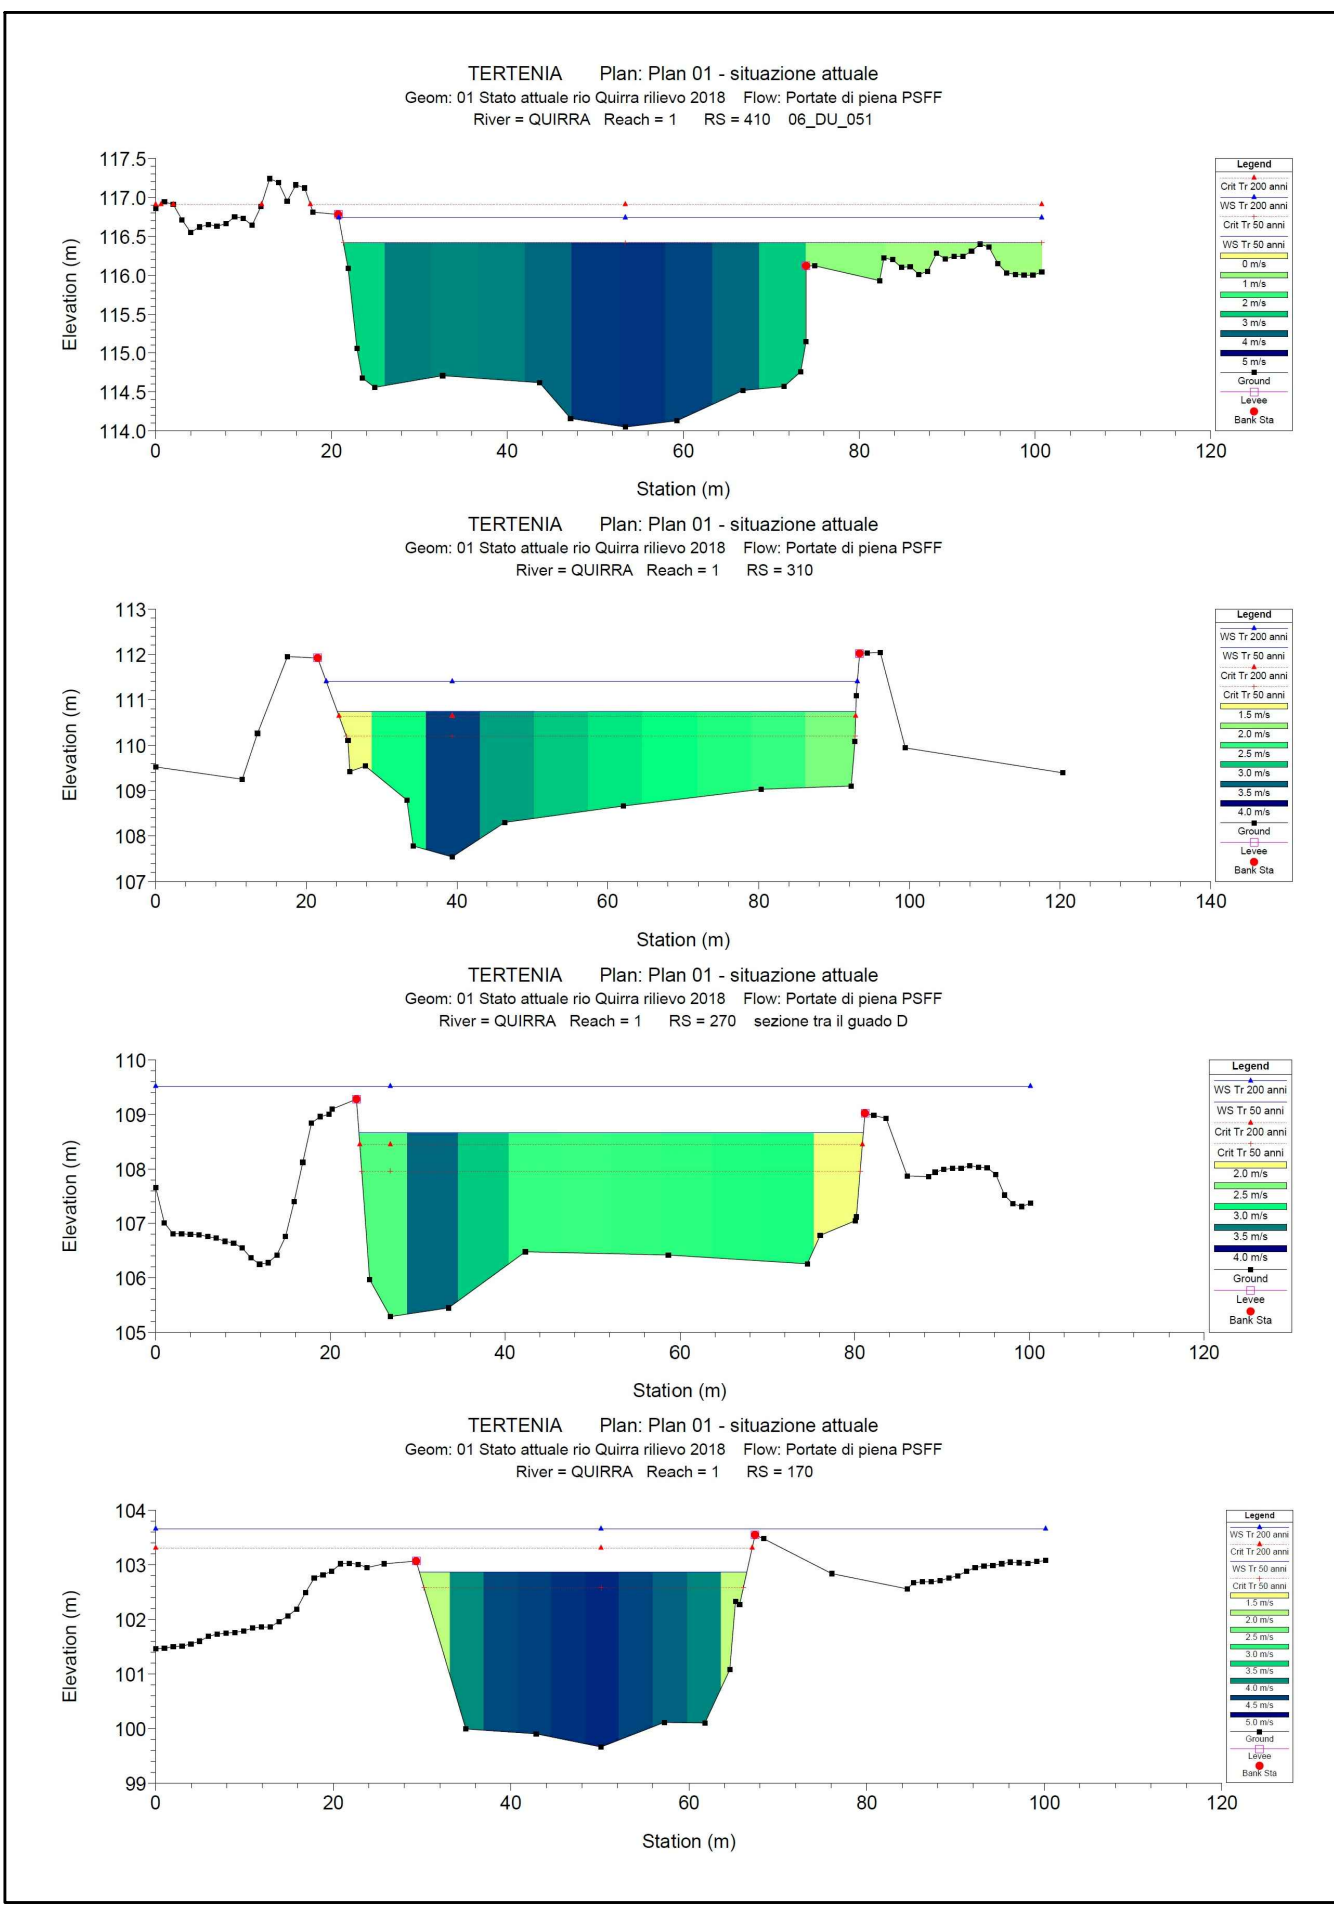 TERTENIA Plan: Plan 01 - situazione attuale
Geom: 01 Stato attuale rio Quirra rilievo 2018 Flow: Portate di piena PSFF
River = QUIRRA Reach = 1 RS = 410 06_DU_051
117.5
117.0
116.5
116.0
115.5
115.0
114.5
114.0
Elevation (m)
0 20 40 60 80 100 120
Station (m)
Legend
Crit Tr 200 anni
WS Tr 200 anni
Crit Tr 50 anni
WS Tr 50 anni
0 m/s
1 m/s
2 m/s
3 m/s
4 m/s
5 m/s
Ground
Levee
Bank Sta
TERTENIA Plan: Plan 01 - situazione attuale
Geom: 01 Stato attuale rio Quirra rilievo 2018 Flow: Portate di piena PSFF
River = QUIRRA Reach = 1 RS = 310
113
112
111
110
109
108
107
Elevation (m)
0 20 40 60 80 100 120 140
Station (m)
Legend
WS Tr 200 anni
WS Tr 50 anni
Crit Tr 200 anni
Crit Tr 50 anni
1.5 m/s
2.0 m/s
2.5 m/s
3.0 m/s
3.5 m/s
4.0 m/s
Ground
Levee
Bank Sta
TERTENIA Plan: Plan 01 - situazione attuale
Geom: 01 Stato attuale rio Quirra rilievo 2018 Flow: Portate di piena PSFF
River = QUIRRA Reach = 1 RS = 270 sezione tra il guado D
110
109
108
107
106
105
Elevation (m)
0 20 40 60 80 100 120
Station (m)
Legend
WS Tr 200 anni
WS Tr 50 anni
Crit Tr 200 anni
Crit Tr 50 anni
2.0 m/s
2.5 m/s
3.0 m/s
3.5 m/s
4.0 m/s
Ground
Levee
Bank Sta
TERTENIA Plan: Plan 01 - situazione attuale
Geom: 01 Stato attuale rio Quirra rilievo 2018 Flow: Portate di piena PSFF
River = QUIRRA Reach = 1 RS = 170
104
103
102
101
100
99
Elevation (m)
0 20 40 60 80 100 120
Station (m)
Legend
WS Tr 200 anni
Crit Tr 200 anni
WS Tr 50 anni
Crit Tr 50 anni
1.5 m/s
2.0 m/s
2.5 m/s
3.0 m/s
3.5 m/s
4.0 m/s
4.5 m/s
5.0 m/s
Ground
Levee
Bank Sta